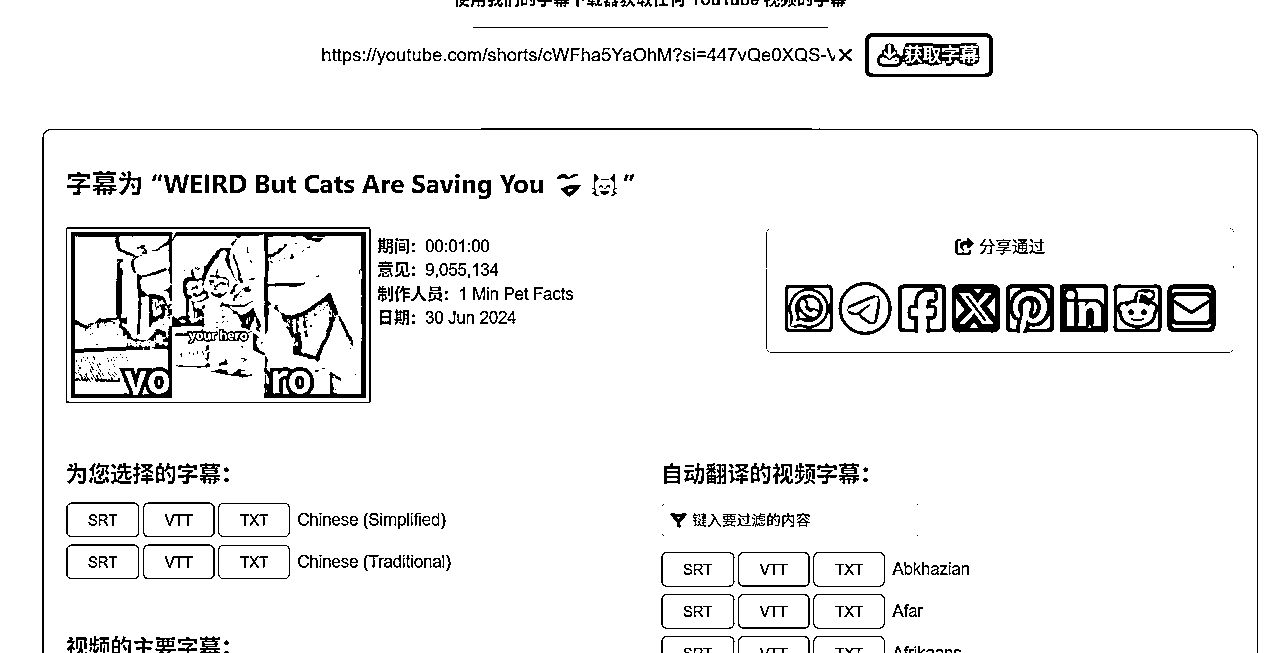 使用我们的字幕下载器获取任何 YouTube 视频的字幕
https://youtube.com/shorts/cWFha5YaOhM?si=447vQe0XQS-V
获取字幕
字幕为 “WEIRD But Cats Are Saving You ”
期间: 00:01:00
意见: 9,055,134
制作人员: 1 Min Pet Facts
日期: 30 Jun 2024
your hero
yo
ro
分享通过
为您选择的字幕:
SRT VTT TXT Chinese (Simplified)
SRT VTT TXT Chinese (Traditional)
视频的主要字幕:
自动翻译的视频字幕:
键入要过滤的内容
SRT VTT TXT Abkhazian
SRT VTT TXT Afar
SRT VTT TXT Afrikaans